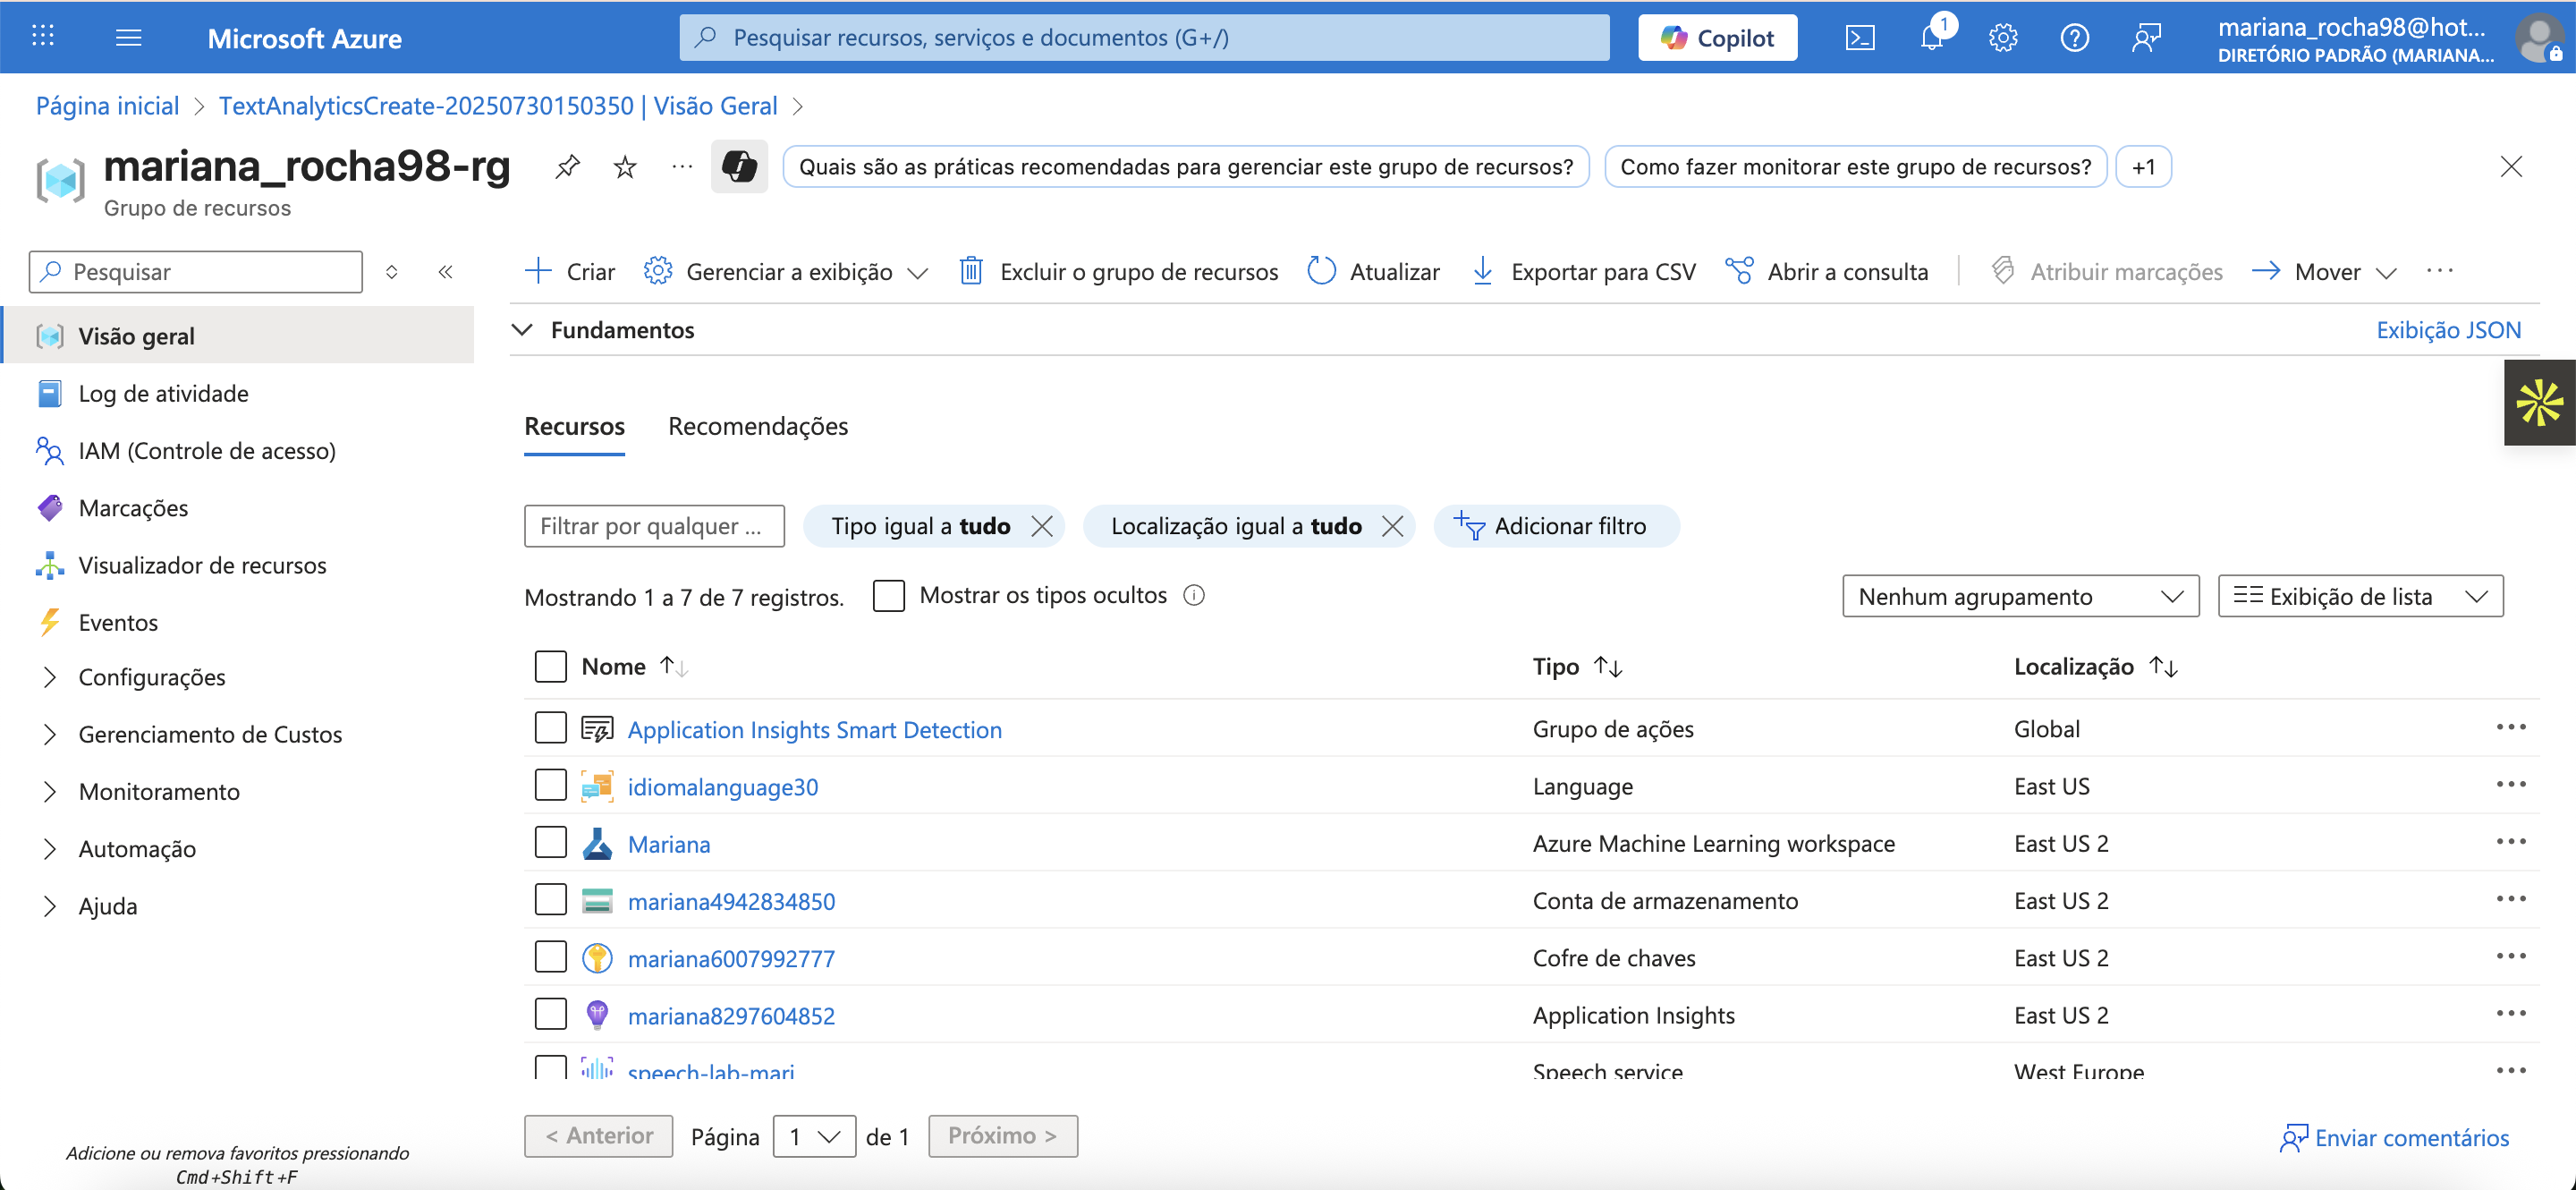 Microsoft Azure
Pesquisar recursos, serviços e documentos (G+/)
Copilot
1
mariana_rocha98@hot...
DIRETÓRIO PADRÃO (MARIANA...
Página inicial > TextAnalyticsCreate-20250730150350 | Visão Geral >
mariana_rocha98-rg
Grupo de recursos
Quais são as práticas recomendadas para gerenciar este grupo de recursos?
Como fazer monitorar este grupo de recursos?
+1
Pesquisar
Criar
Gerenciar a exibição
Excluir o grupo de recursos
Atualizar
Exportar para CSV
Abrir a consulta
Atribuir marcações
Mover
Visão geral
Log de atividade
IAM (Controle de acesso)
Marcações
Visualizador de recursos
Eventos
Configurações
Gerenciamento de Custos
Monitoramento
Automação
Ajuda
Adicione ou remova favoritos pressionando
Cmd+Shift+F
Fundamentos
Exibição JSON
Recursos
Recomendações
Filtrar por qualquer ...
Tipo igual a tudo
Localização igual a tudo
Adicionar filtro
Mostrando 1 a 7 de 7 registros.
Mostrar os tipos ocultos
Nenhum agrupamento
Exibição de lista
Nome Tipo Localização
Application Insights Smart Detection Grupo de ações Global
idiomalanguage30 Language East US
Mariana Azure Machine Learning workspace East US 2
mariana4942834850 Conta de armazenamento East US 2
mariana6007992777 Cofre de chaves East US 2
mariana8297604852 Application Insights East US 2
speech-lab-mari Speech service West Europe
< Anterior
Página 1 de 1
Próximo >
Enviar comentários